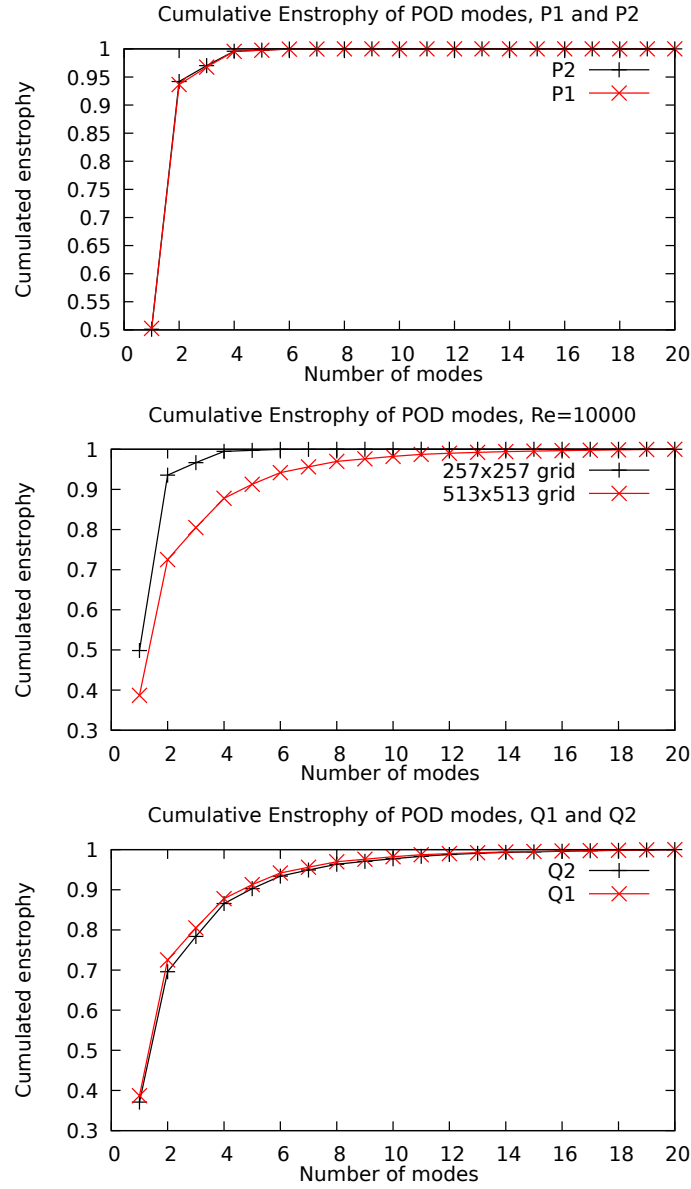 Cumulative Enstrophy of POD modes, P1 and P2
1
0.95
0.9
0.85
0.8
0.75
0.7
0.65
0.6
0.55
0.5
Cumulated enstrophy
P2
P1
0 2 4 6 8 10 12 14 16 18 20
Number of modes
Cumulative Enstrophy of POD modes, Re=10000
1
0.9
0.8
0.7
0.6
0.5
0.4
0.3
Cumulated enstrophy
257x257 grid
513x513 grid
0 2 4 6 8 10 12 14 16 18 20
Number of modes
Cumulative Enstrophy of POD modes, Q1 and Q2
1
0.9
0.8
0.7
0.6
0.5
0.4
0.3
Cumulated enstrophy
Q2
Q1
0 2 4 6 8 10 12 14 16 18 20
Number of modes